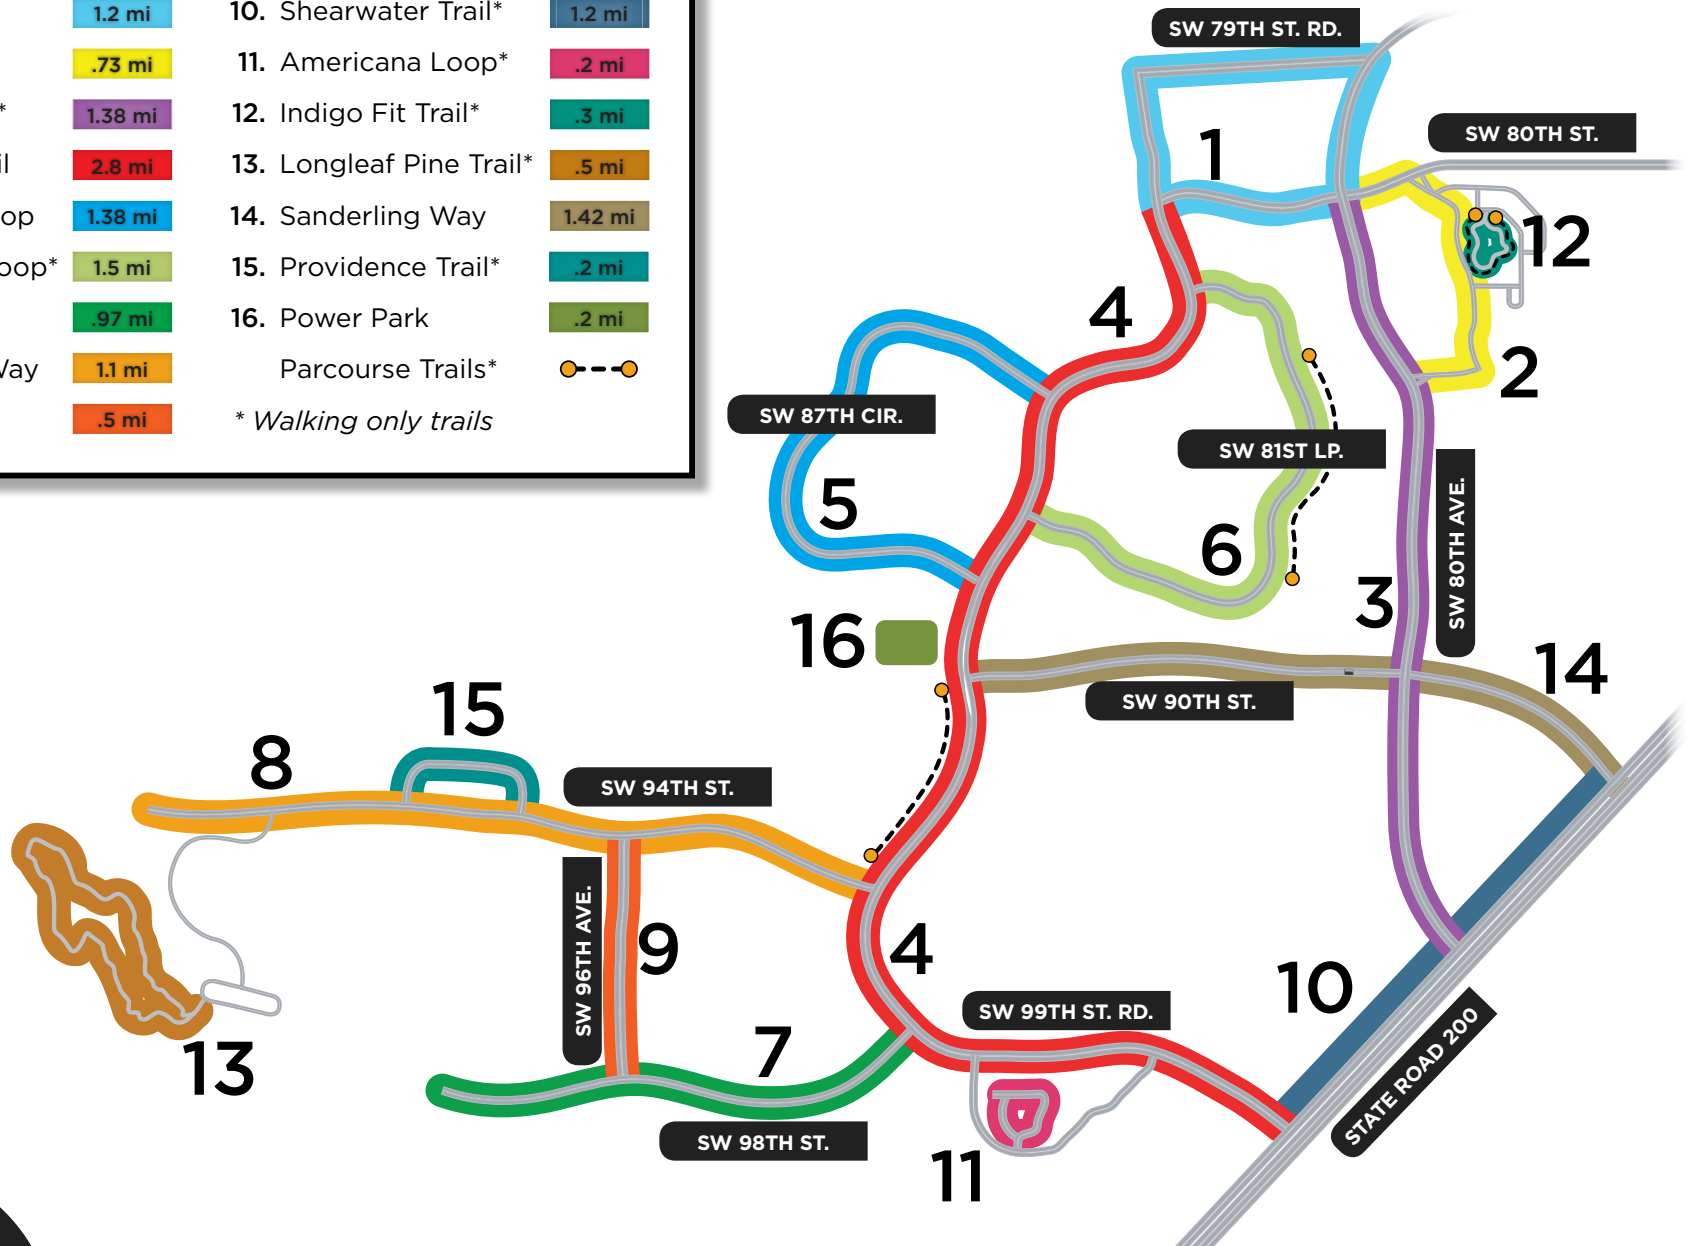 1.2 mi 10. Shearwater Trail* 1.2 mi
.73 mi 11. Americana Loop* .2 mi
* 1.38 mi 12. Indigo Fit Trail* .3 mi
2.8 mi 13. Longleaf Pine Trail* .5 mi
1.38 mi 14. Sanderling Way 1.42 mi
1.5 mi 15. Providence Trail* .2 mi
.97 mi 16. Power Park .2 mi
1.1 mi Parcourse Trails*
.5 mi * Walking only trails
SW 79TH ST. RD.
SW 80TH ST.
1
12
4
2
SW 87TH CIR.
SW 81ST LP.
5
6
3
SW 80TH AVE.
16
14
SW 90TH ST.
15
8
SW 94TH ST.
SW 96TH AVE.
9
4
10
SW 99TH ST. RD.
STATE ROAD 200
13
7
SW 98TH ST.
11